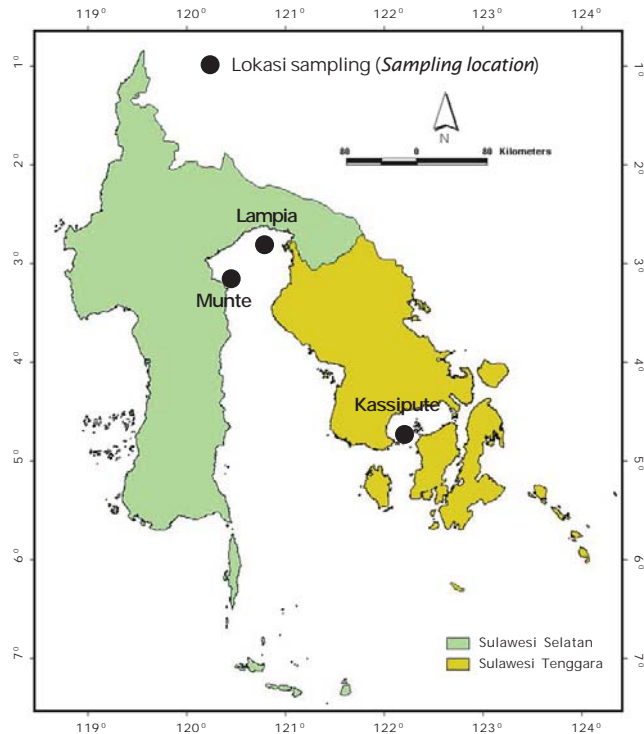 119° 120° 121° 122° 123° 124°
Lokasi sampling (Sampling location)
1° 1°
N
80 0 80 Kilometers
2° 2°
Lampia
3° 3°
Munte
4° 4°
Kassipute
5° 5°
6° 6°
Sulawesi Selatan
7° 7°
Sulawesi Tenggara
119° 120° 121° 122° 123° 124°